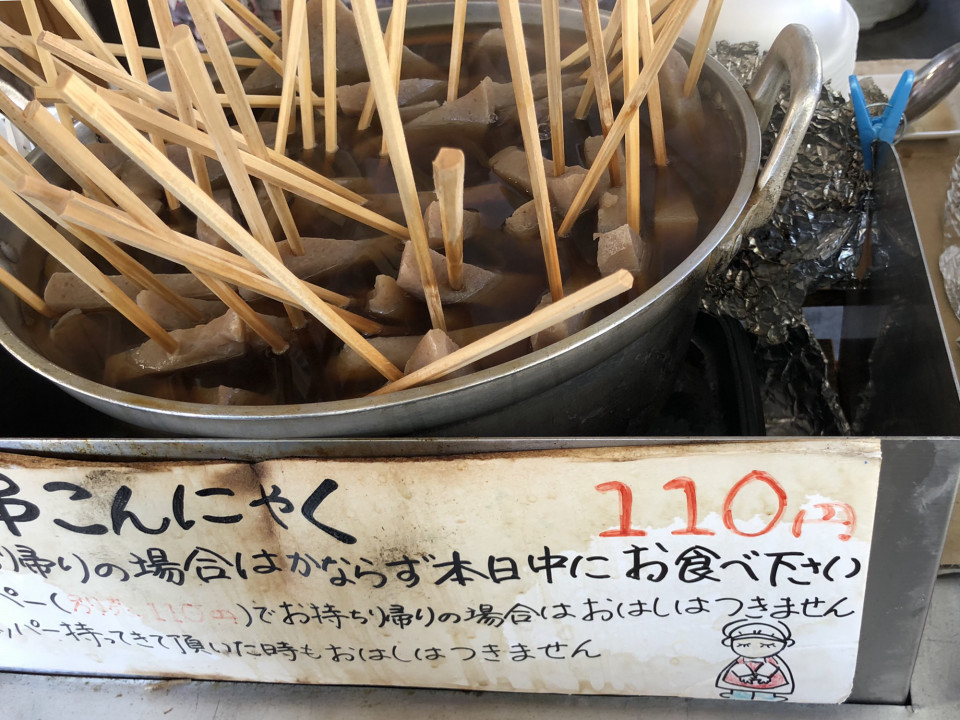 串こんにゃく 110円
り帰りの場合はかならず本日中にお食べ下さい
ペー( 110円)でお持ち帰りの場合はおはしはつきません
ッパー持ってきて頂いた時もおはしはつきません